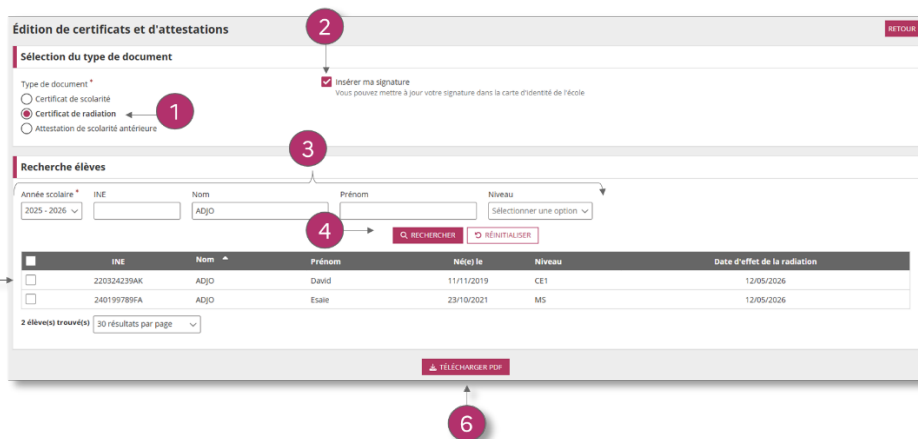 2
Édition de certificats et d'attestations
RETOUR
Sélection du type de document
Type de document *
Insérer ma signature
Vous pouvez mettre à jour votre signature dans la carte d'identité de l'école
Certificat de scolarité
Certificat de radiation
1
Attestation de scolarité antérieure
3
Recherche élèves
Année scolaire * INE Nom Prénom Niveau
2025 - 2026 ADJO Sélectionner une option
4
RECHERCHER RÉINITIALISER
INE Nom Prénom Né(e) le Niveau Date d'effet de la radiation
220324239AK ADJO David 11/11/2019 CE1 12/05/2026
240199789FA ADJO Esaïe 23/10/2021 MS 12/05/2026
2 élève(s) trouvé(s) 30 résultats par page
TÉLÉCHARGER PDF
6